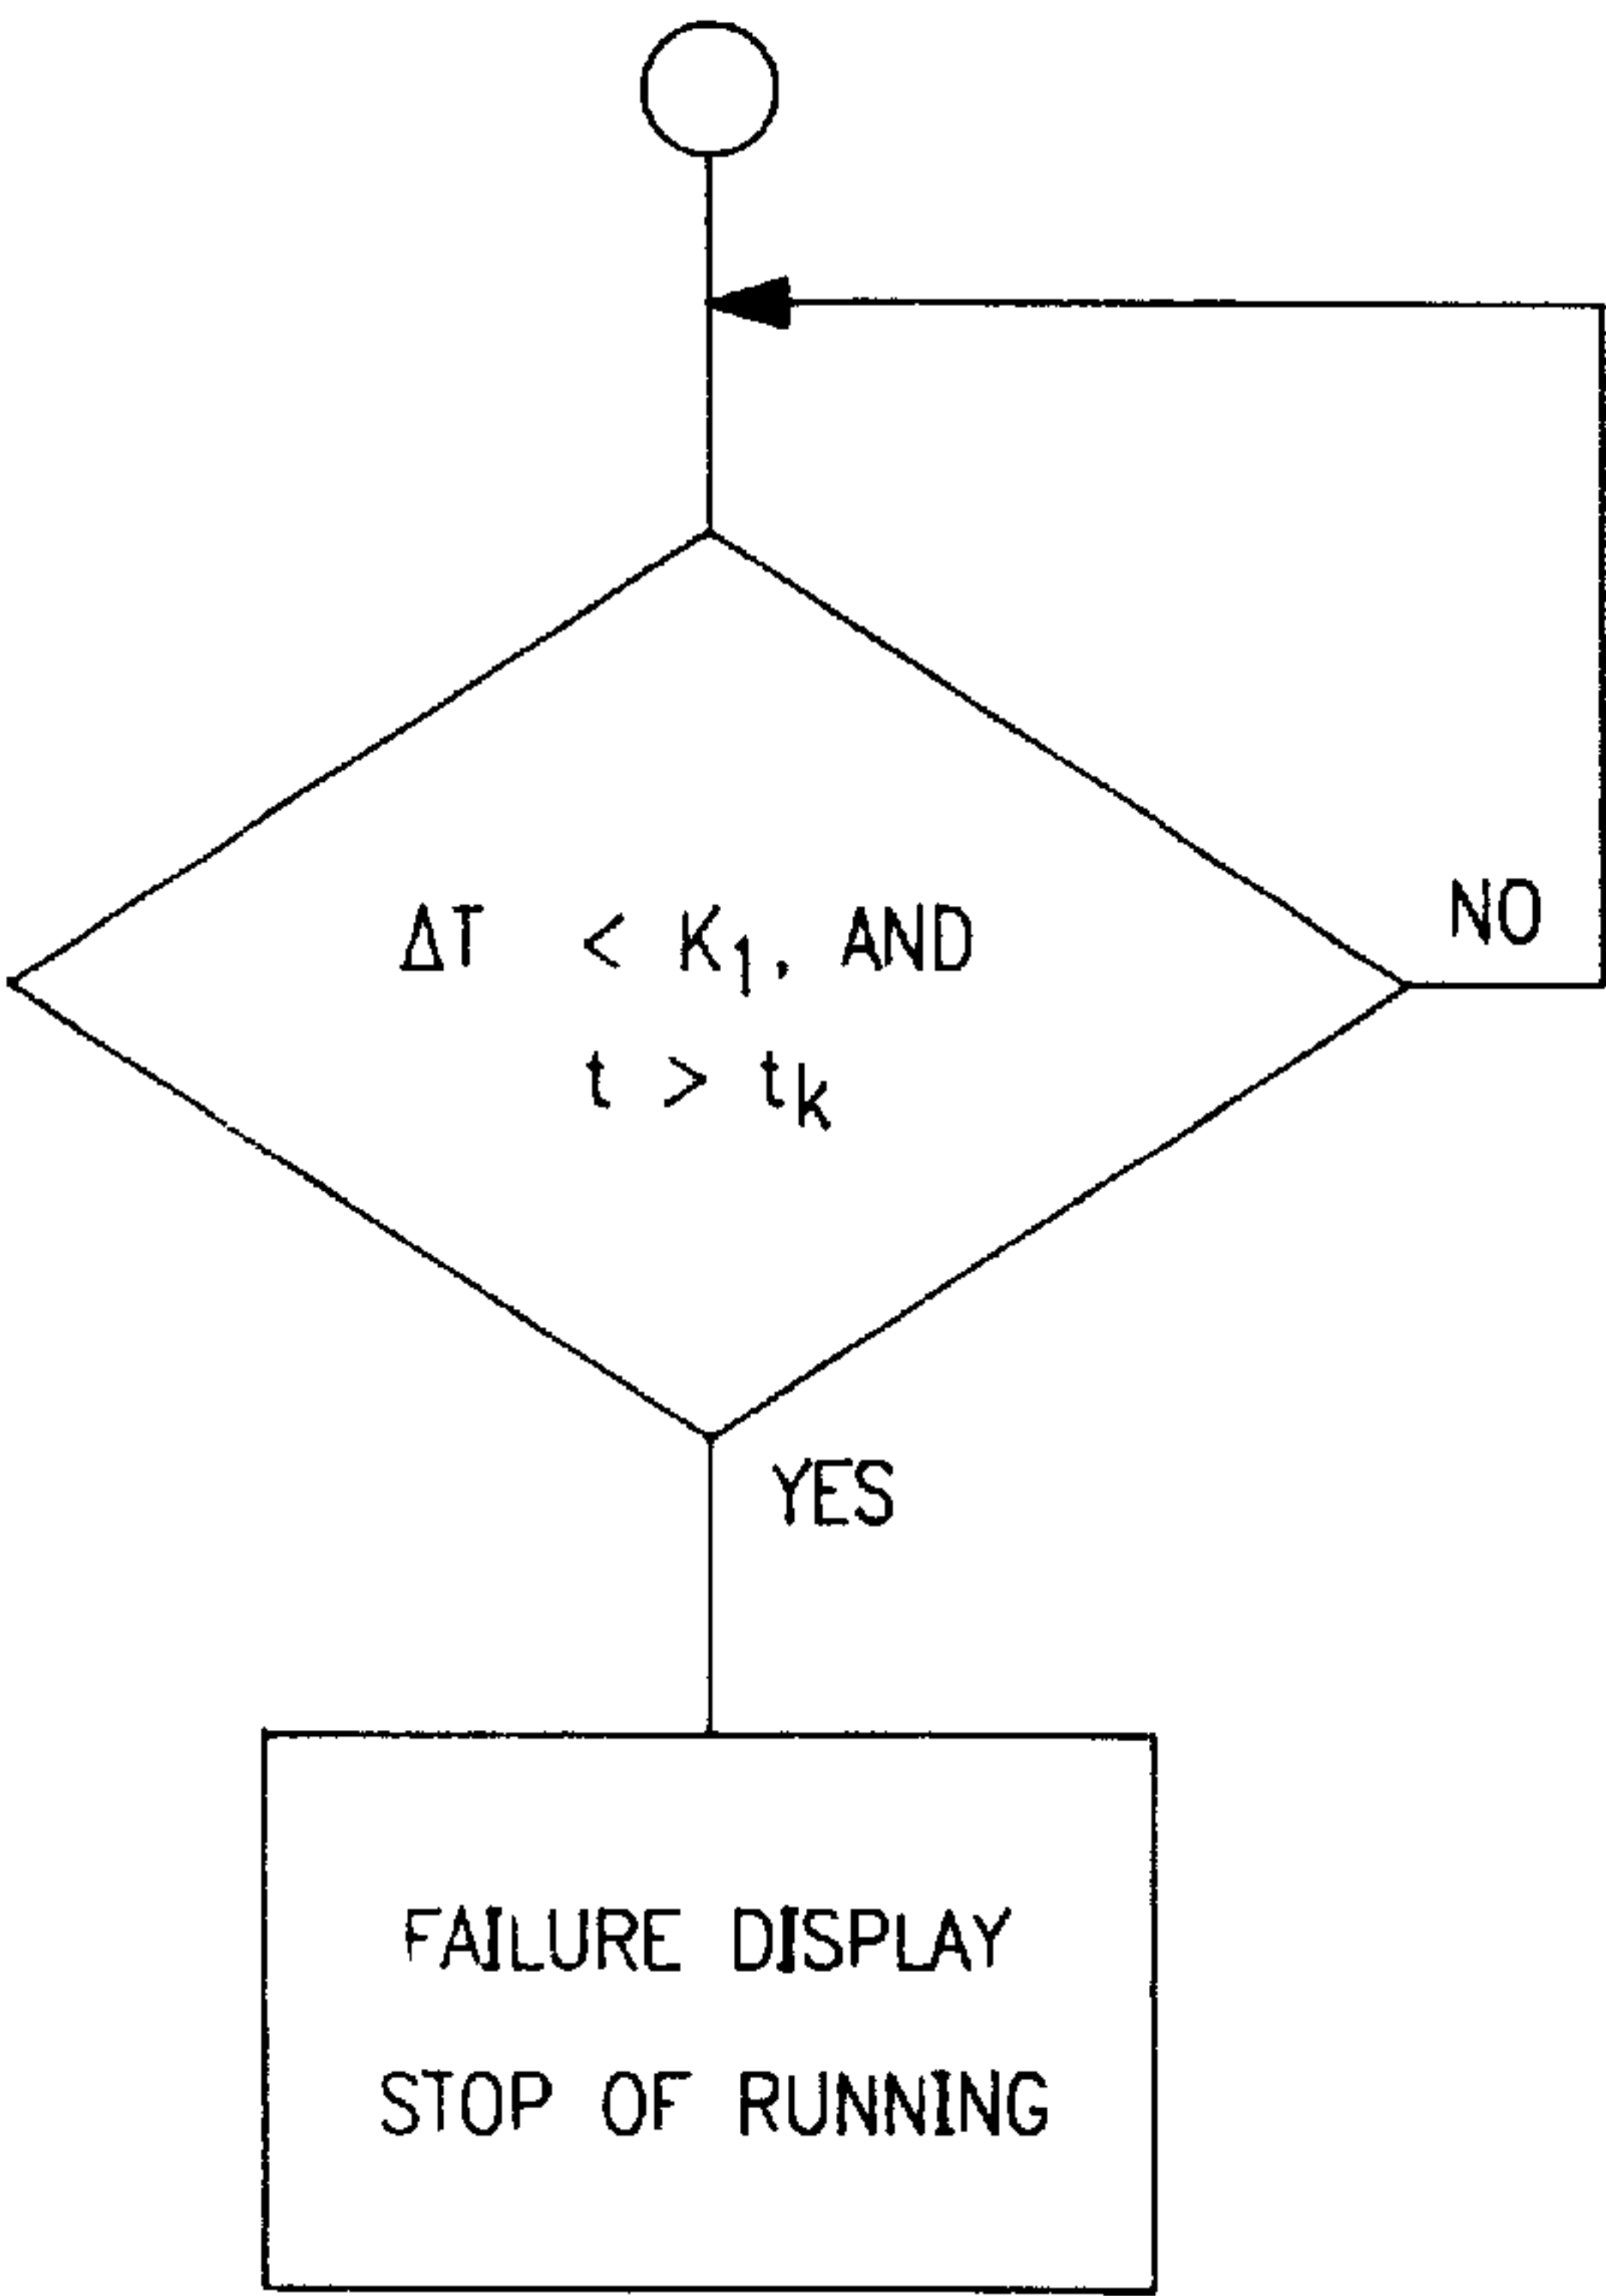 ΔT < K₁, AND
t > tₖ
NO
YES
FAILURE DISPLAY
STOP OF RUNNING